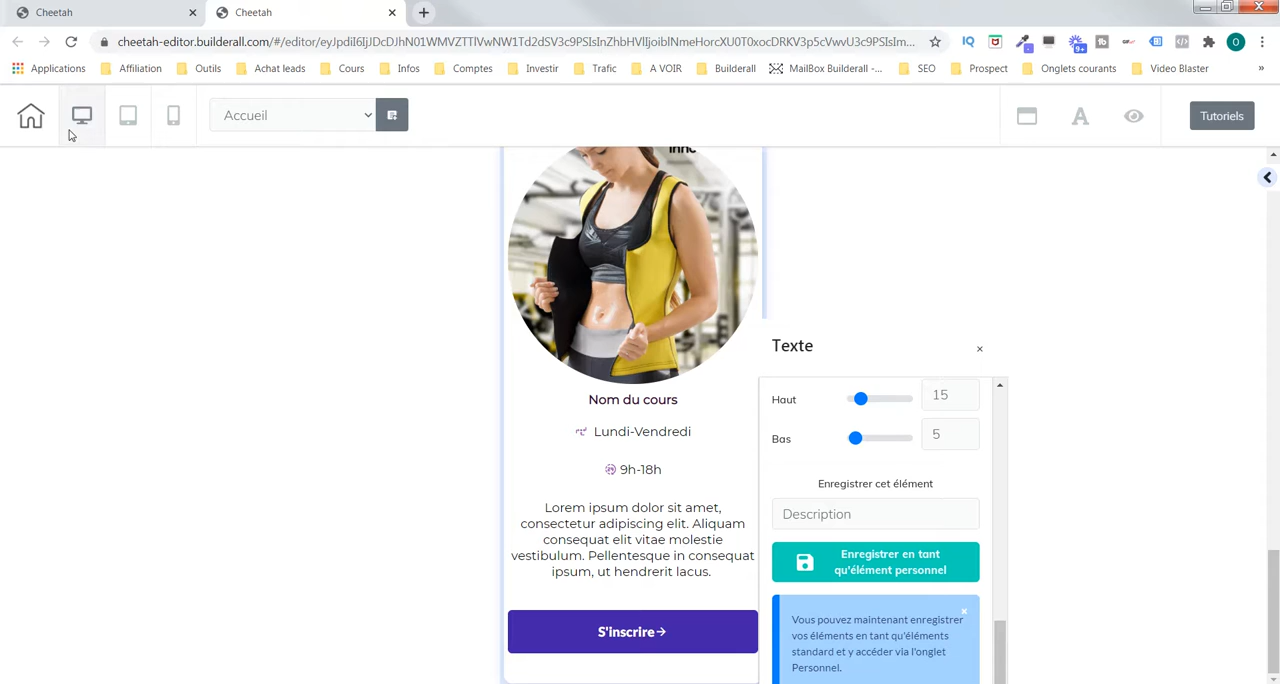 Cheetah
Cheetah
cheetah-editor.builderall.com/#/editor/
Applications
Affiliation
Outils
Achat leads
Cours
Infos
Comptes
Investir
Trafic
A VOIR
Builderall
MailBox Builderall -...
SEO
Prospect
Onglets courants
Video Blaster
»
Accueil
Tutoriels
Texte
Haut 15
Bas 5
Enregistrer cet élément
Description
Enregistrer en tant
qu'élément personnel
Vous pouvez maintenant enregistrer
vos éléments en tant qu'éléments
standard et y accéder via l'onglet
Personnel.
Nom du cours
Lundi-Vendredi
9h-18h
Lorem ipsum dolor sit amet,
consectetur adipiscing elit. Aliquam
consequat elit vitae molestie
vestibulum. Pellentesque in consequat
ipsum, ut hendrerit lacus.
S'inscrire